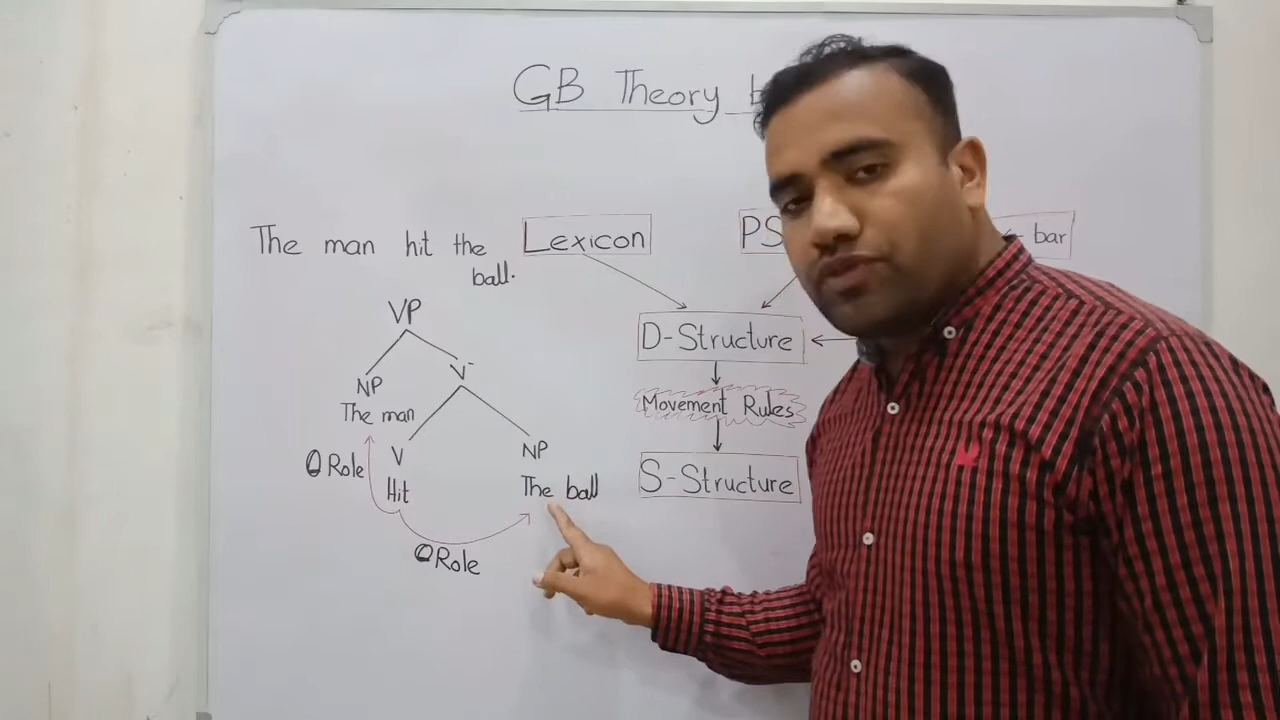 GB Theory
The man hit the
ball.
Lexicon
PS
bar
VP
D-Structure
NP
V-
The man
Movement Rules
V
NP
θ Role
Hit
The ball
S-Structure
θ Role